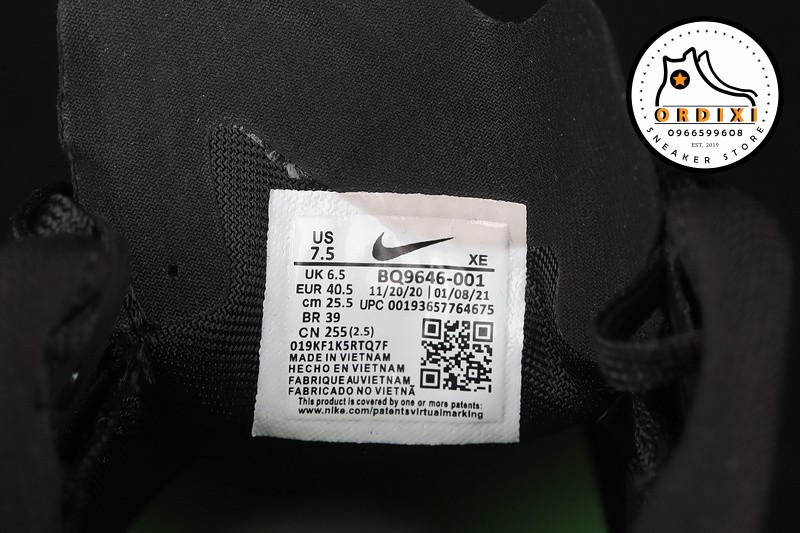 ORDIXI
0966599608
EST. 2019
SNEAKER STORE
US
7.5
XE
UK 6.5
BQ9646-001
EUR 40.5
11/20/20 | 01/08/21
cm 25.5
UPC 00193657764675
BR 39
CN 255(2.5)
019KF1K5RTQ7F
MADE IN VIETNAM
HECHO EN VIETNAM
FABRIQUEAUVIETNAM
FABRICADO NO VIETNÃ
This product is covered by one or more patents:
www.nike.com/patentsvirtualmarking